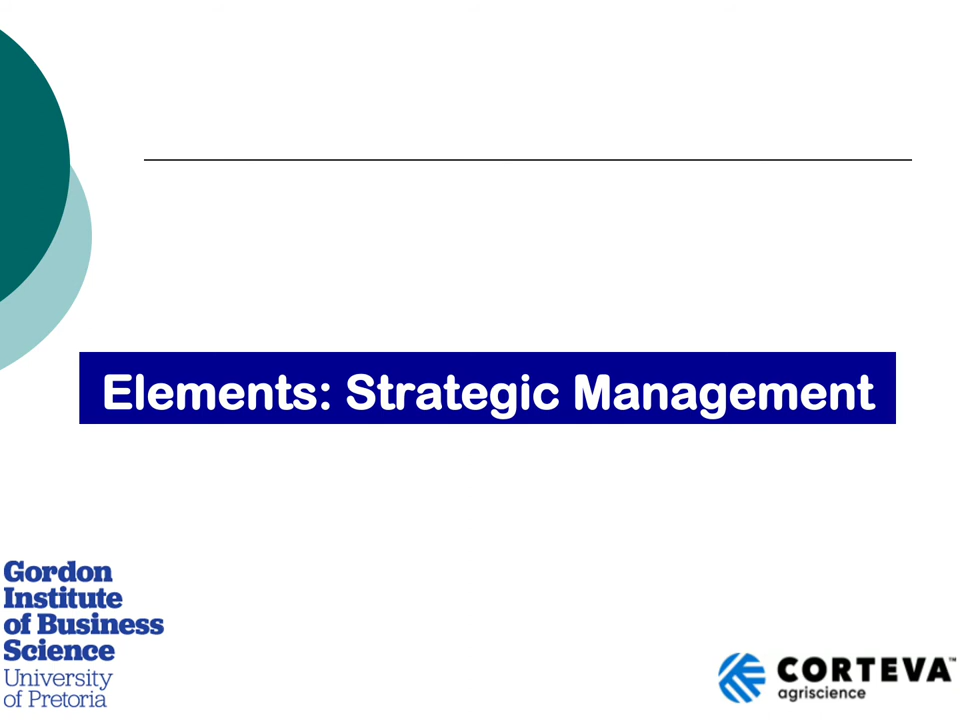 Elements: Strategic Management
Gordon
Institute
of Business
Science
University
of Pretoria
CORTEVA™
agriscience